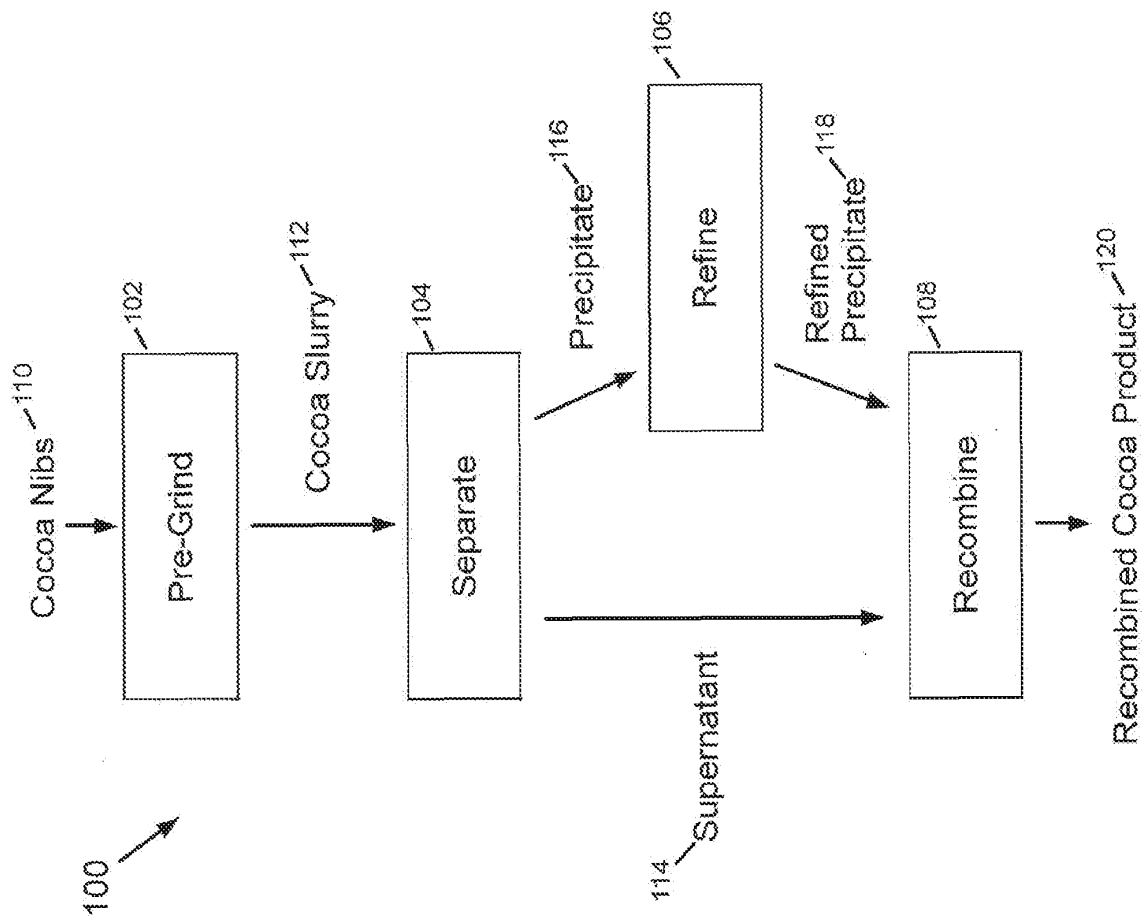 100
Cocoa Nibs 110
102
Pre-Grind
Cocoa Slurry 112
104
Separate
Precipitate 116
106
Refine
114 Supernatant
Refined
Precipitate 118
108
Recombine
Recombined Cocoa Product 120